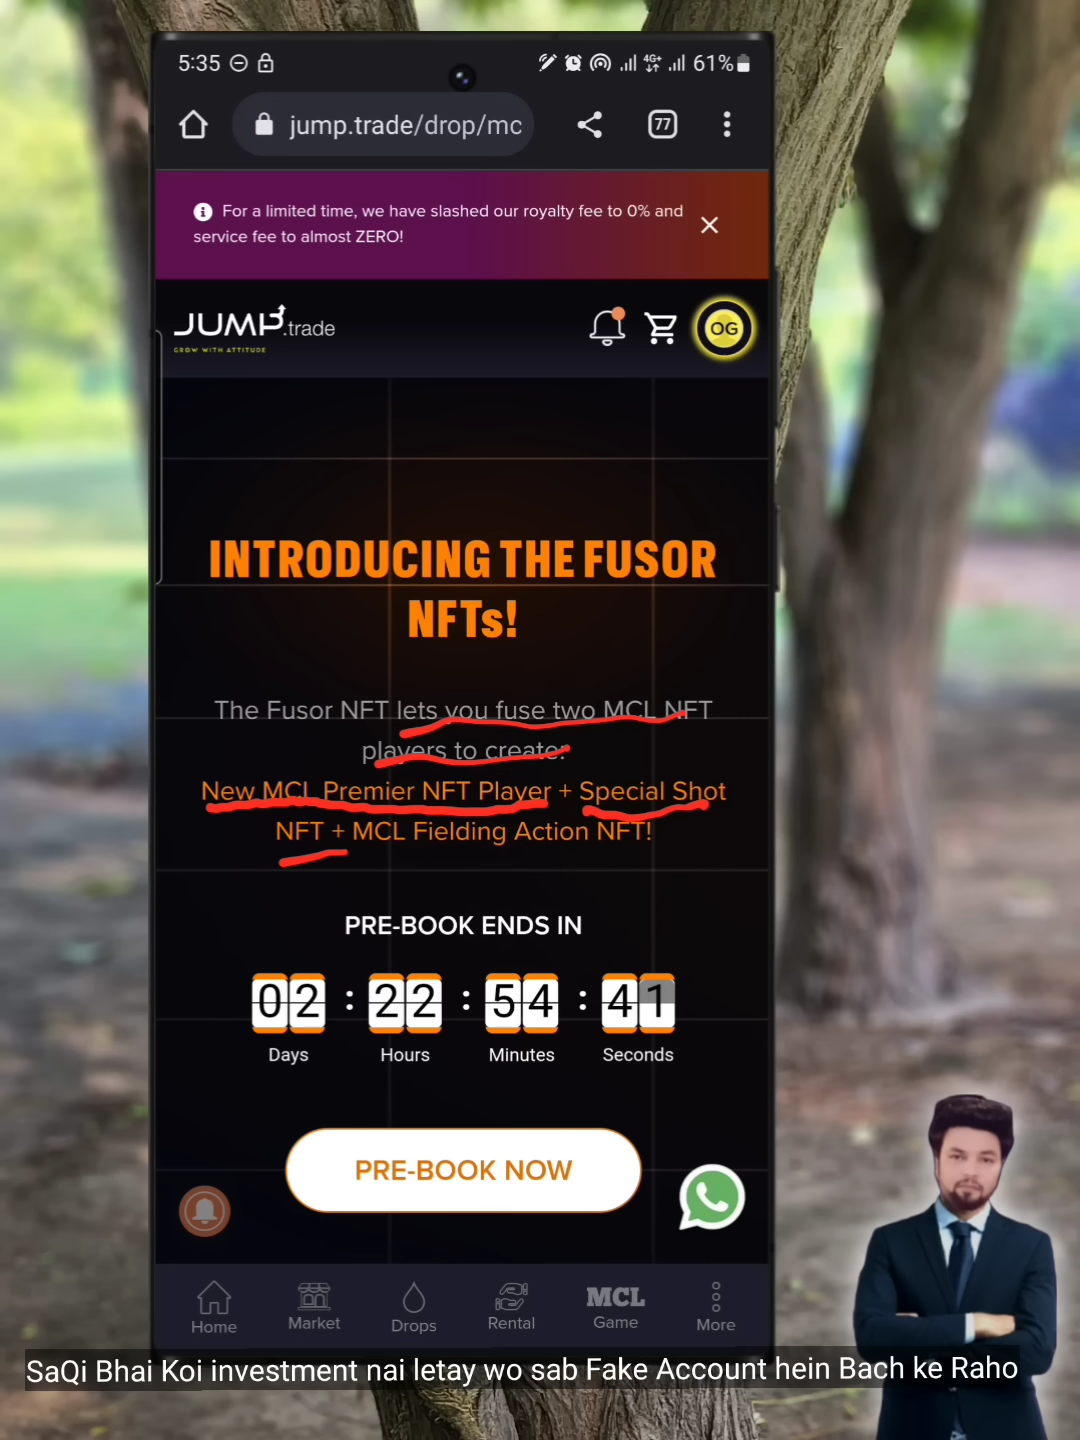 5:35 4G+ 61%
jump.trade/drop/mc 77
For a limited time, we have slashed our royalty fee to 0% and
service fee to almost ZERO!
JUMP.trade
GROW WITH ATTITUDE
OG
INTRODUCING THE FUSOR
NFTs!
The Fusor NFT lets you fuse two MCL NFT
players to create:
New MCL Premier NFT Player + Special Shot
NFT + MCL Fielding Action NFT!
PRE-BOOK ENDS IN
02 : 22 : 54 : 41
Days Hours Minutes Seconds
PRE-BOOK NOW
MCL
Home Market Drops Rental Game More
SaQi Bhai Koi investment nai letay wo sab Fake Account hein Bach ke Raho